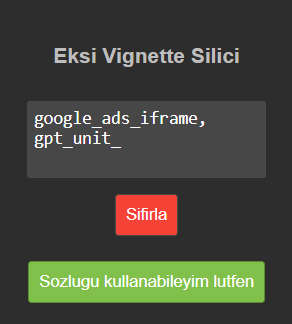 Eksi Vignette Silici
google_ads_iframe,
gpt_unit_
Sifirla
Sozlugu kullanabileyim lutfen